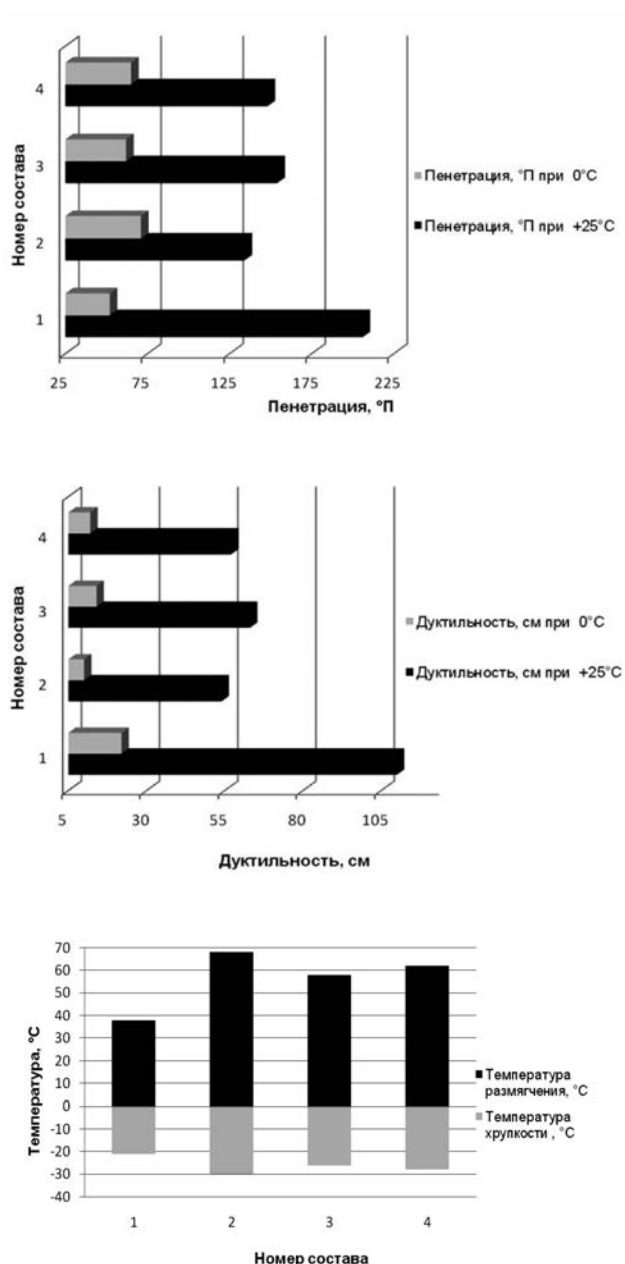 4
3
2
1
Номер состава
25 75 125 175 225
Пенетрация, °П
Пенетрация, °П при 0°С
Пенетрация, °П при +25°С
4
3
2
1
Номер состава
5 30 55 80 105
Дуктильность, см
Дуктильность, см при 0°С
Дуктильность, см при +25°С
70
60
50
40
30
20
10
0
-10
-20
-30
-40
Температура, °С
1 2 3 4
Номер состава
Температура
размягчения, °С
Температура
хрупкости , °С